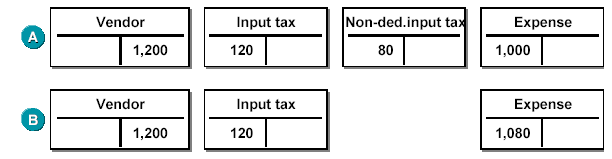 A
Vendor Input tax Non-ded.input tax Expense
1,200 120 80 1,000
B
Vendor Input tax Expense
1,200 120 1,080